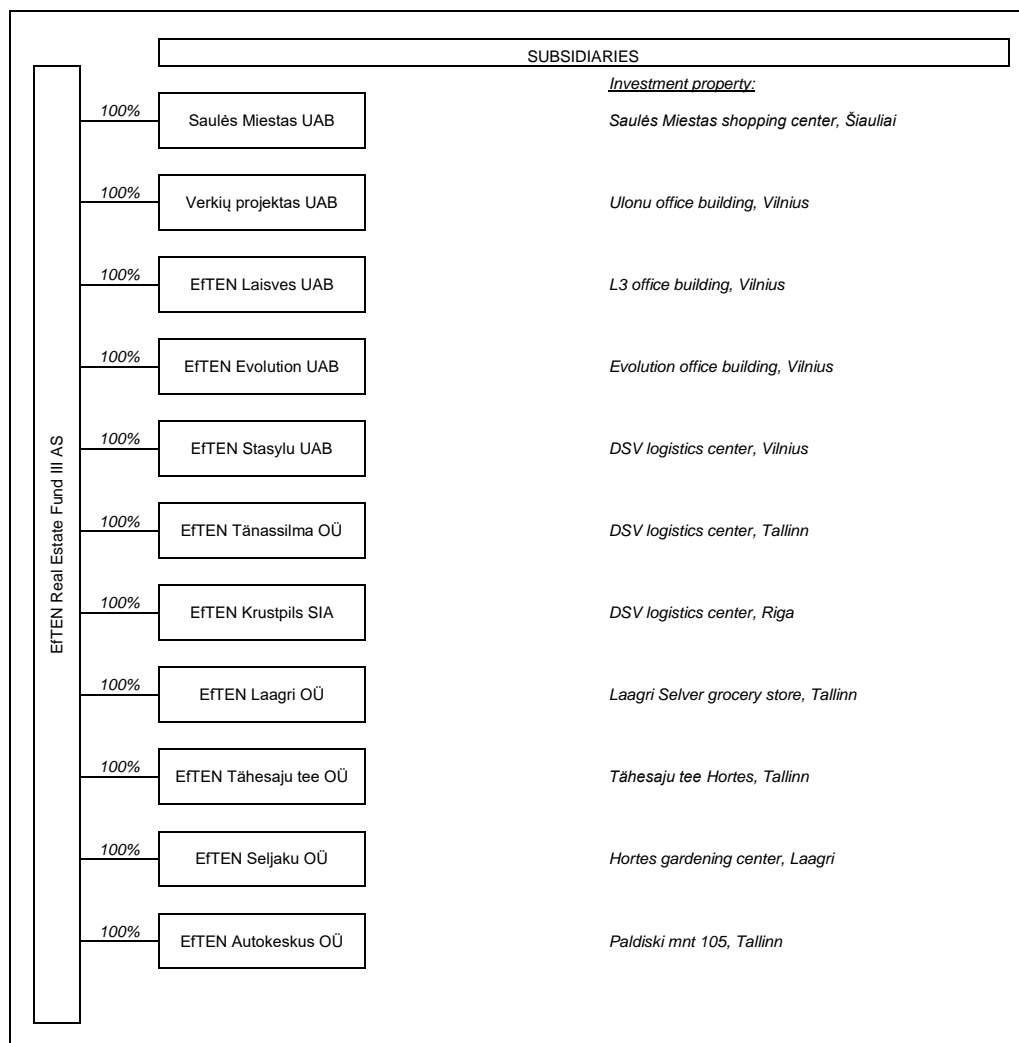 SUBSIDIARIES
EfTEN Real Estate Fund III AS
Investment property:
100%
Saulės Miestas UAB
Saulės Miestas shopping center, Šiauliai
100%
Verkių projektas UAB
Ulonu office building, Vilnius
100%
EfTEN Laisves UAB
L3 office building, Vilnius
100%
EfTEN Evolution UAB
Evolution office building, Vilnius
100%
EfTEN Stasylu UAB
DSV logistics center, Vilnius
100%
EfTEN Tänassilma OÜ
DSV logistics center, Tallinn
100%
EfTEN Krustpils SIA
DSV logistics center, Riga
100%
EfTEN Laagri OÜ
Laagri Selver grocery store, Tallinn
100%
EfTEN Tähesaju tee OÜ
Tähesaju tee Hortes, Tallinn
100%
EfTEN Seljaku OÜ
Hortes gardening center, Laagri
100%
EfTEN Autokeskus OÜ
Paldiski mnt 105, Tallinn